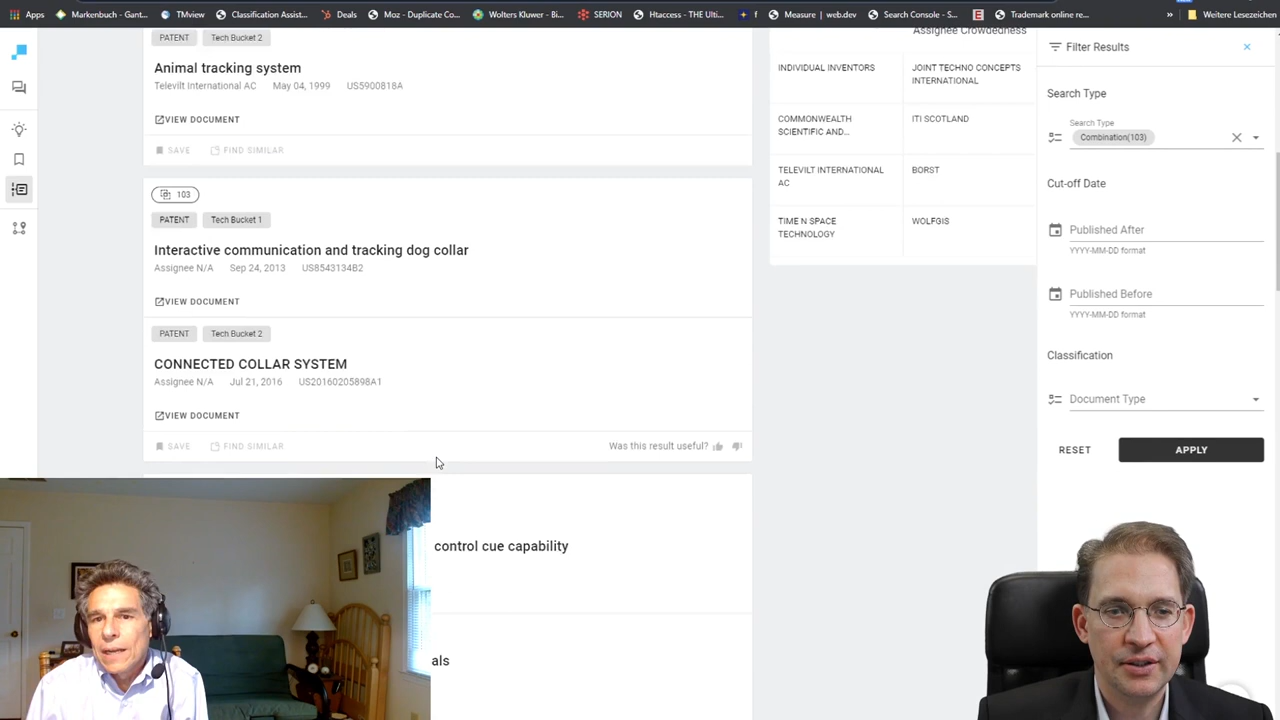 Apps
Markenbuch - Gant...
TMview
Classification Assist...
Deals
Moz - Duplicate Co...
Wolters Kluwer - Bi...
SERION
Htaccess - THE Ulti...
f
Measure | web.dev
Search Console - S...
Trademark online re...
»
Weitere Lesezeichen
PATENT
Tech Bucket 2
Animal tracking system
Televilt International AC
May 04, 1999
US5900818A
VIEW DOCUMENT
SAVE
FIND SIMILAR
103
PATENT
Tech Bucket 1
Interactive communication and tracking dog collar
Assignee N/A
Sep 24, 2013
US8543134B2
VIEW DOCUMENT
PATENT
Tech Bucket 2
CONNECTED COLLAR SYSTEM
Assignee N/A
Jul 21, 2016
US20160205898A1
VIEW DOCUMENT
SAVE
FIND SIMILAR
Was this result useful?
control cue capability
als
Assignee Crowdedness
INDIVIDUAL INVENTORS
JOINT TECHNO CONCEPTS
INTERNATIONAL
COMMONWEALTH
SCIENTIFIC AND...
ITI SCOTLAND
TELEVILT INTERNATIONAL
AC
BORST
TIME N SPACE
TECHNOLOGY
WOLFGIS
Filter Results
Search Type
Search Type
Combination(103)
Cut-off Date
Published After
YYYY-MM-DD format
Published Before
YYYY-MM-DD format
Classification
Document Type
RESET
APPLY